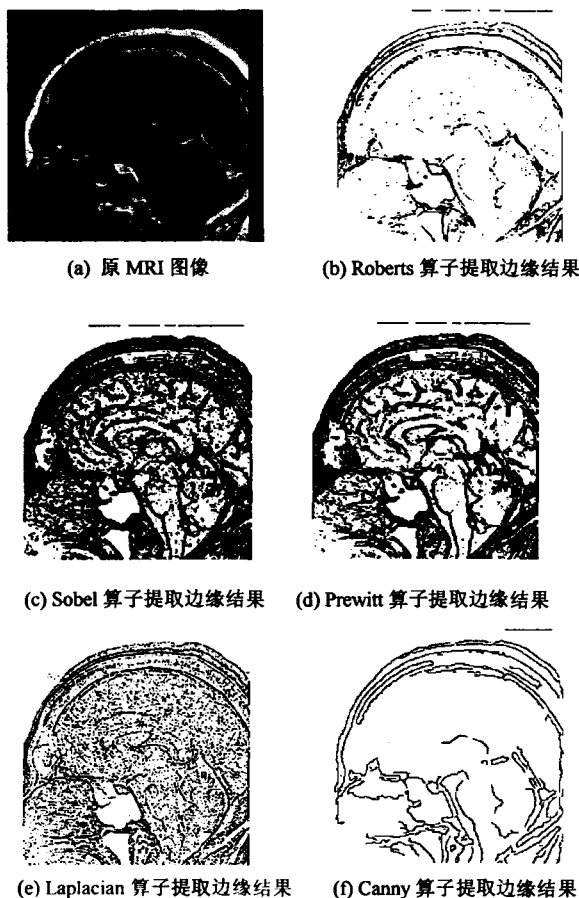 (a) 原 MRI 图像
(b) Roberts 算子提取边缘结果
(c) Sobel 算子提取边缘结果
(d) Prewitt 算子提取边缘结果
(e) Laplacian 算子提取边缘结果
(f) Canny 算子提取边缘结果